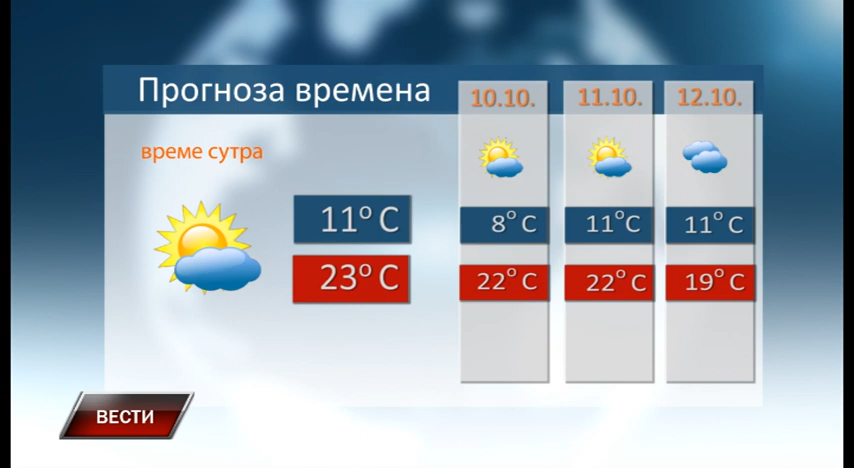 Прогноза времена
време сутра
11° C
23° C
10.10.
8° C
22° C
11.10.
11°C
22° C
12.10.
11° C
19° C
ВЕСТИ